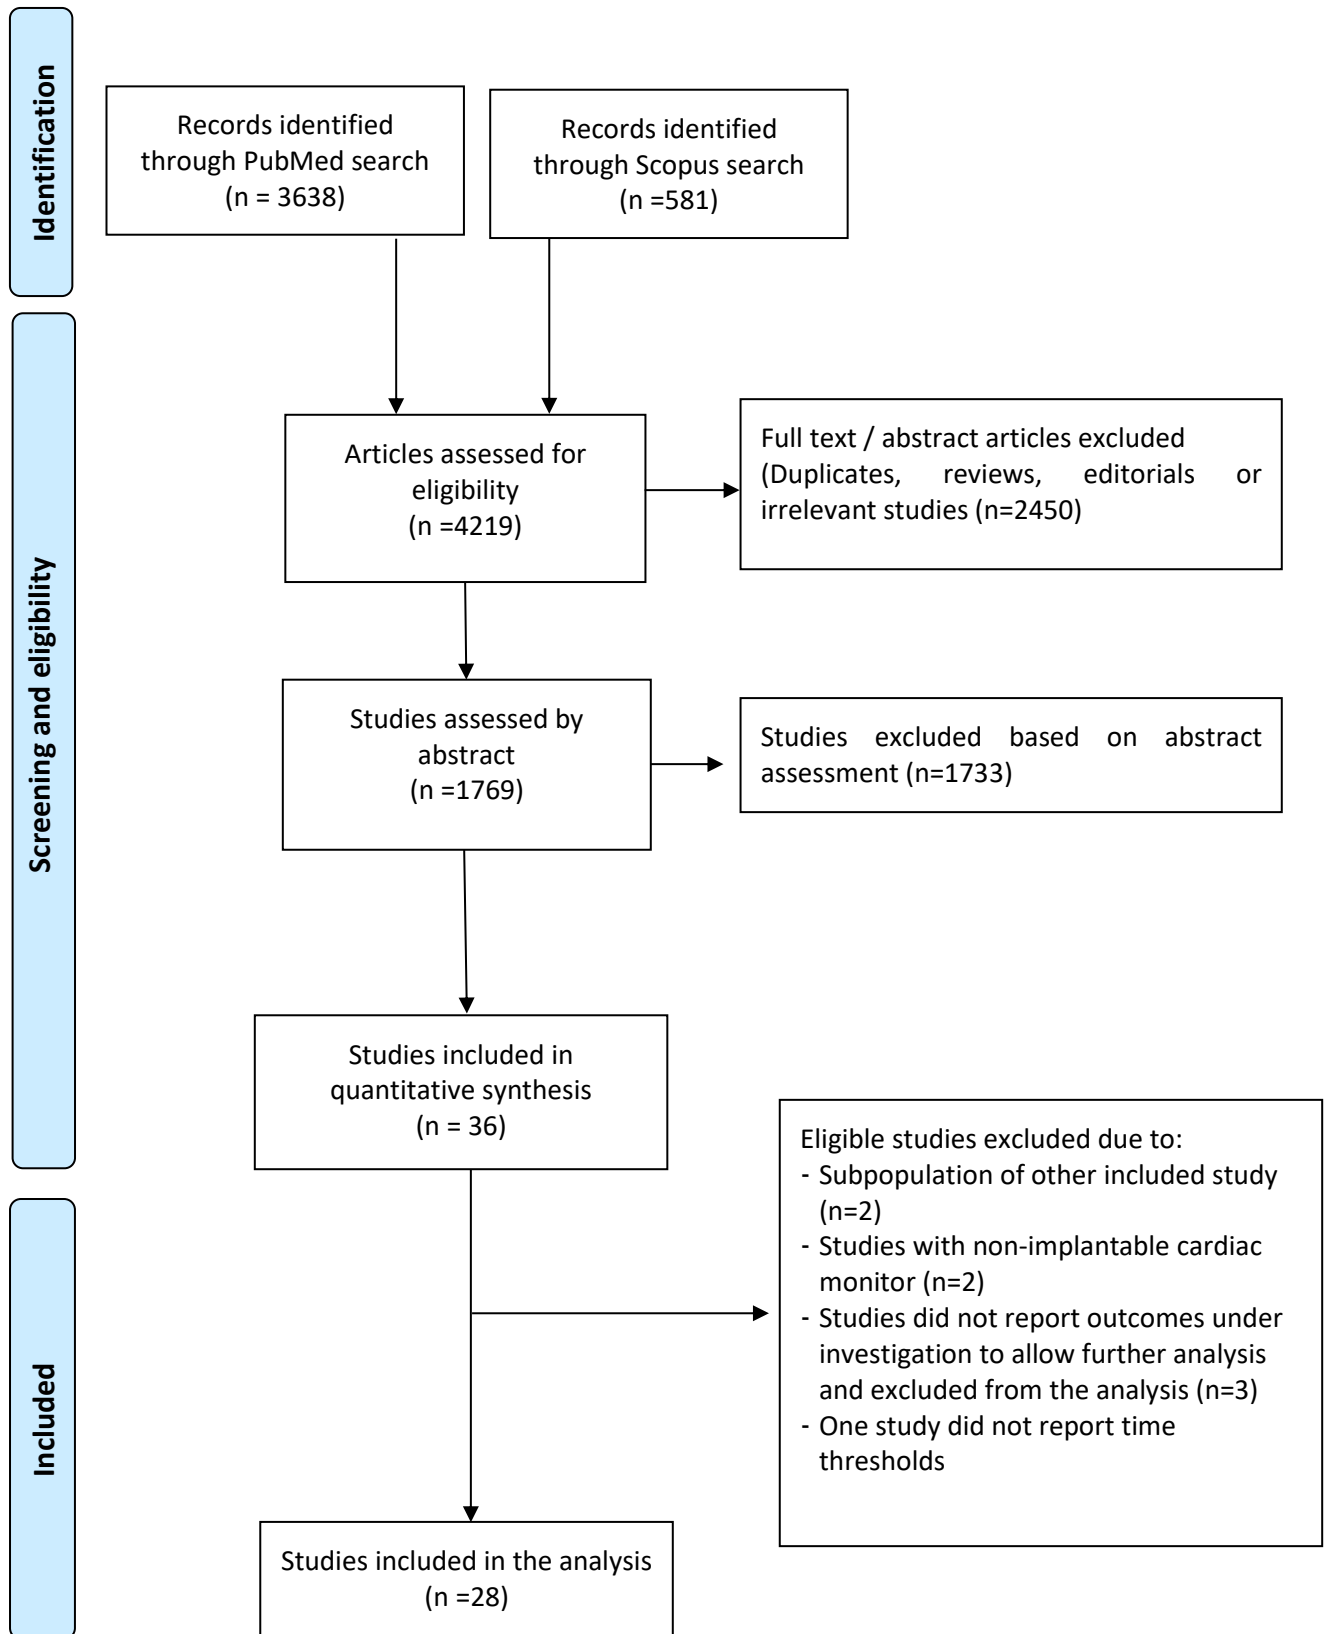 Identification
Records identified
through PubMed search
(n = 3638)
Records identified
through Scopus search
(n =581)
Screening and eligibility
Articles assessed for
eligibility
(n =4219)
Full text / abstract articles excluded
(Duplicates, reviews, editorials or
irrelevant studies (n=2450)
Studies assessed by
abstract
(n =1769)
Studies excluded based on abstract
assessment (n=1733)
Studies included in
quantitative synthesis
(n = 36)
Eligible studies excluded due to:
- Subpopulation of other included study
(n=2)
- Studies with non-implantable cardiac
monitor (n=2)
- Studies did not report outcomes under
investigation to allow further analysis
and excluded from the analysis (n=3)
- One study did not report time
thresholds
Included
Studies included in the analysis
(n =28)